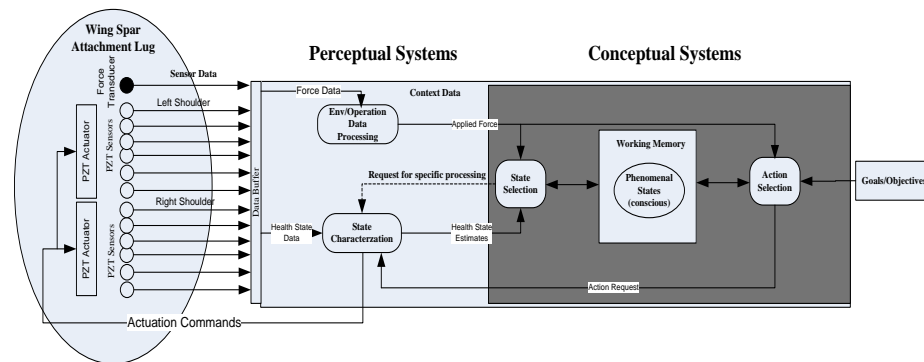 Wing Spar
Attachment Lug
Perceptual Systems
Conceptual Systems
Force
Transducer
Sensor Data
Force Data
Context Data
Env/Operation
Data
Processing
Applied Force
Left Shoulder
PZT Actuator
PZT Sensors
Data Buffer
Working Memory
Phenomenal
States
(conscious)
State
Selection
Action
Selection
Goals/Objectives
Request for specific processing
Right Shoulder
PZT Actuator
PZT Sensors
Health State
Data
State
Characterzation
Health State
Estimates
Action Request
Actuation Commands